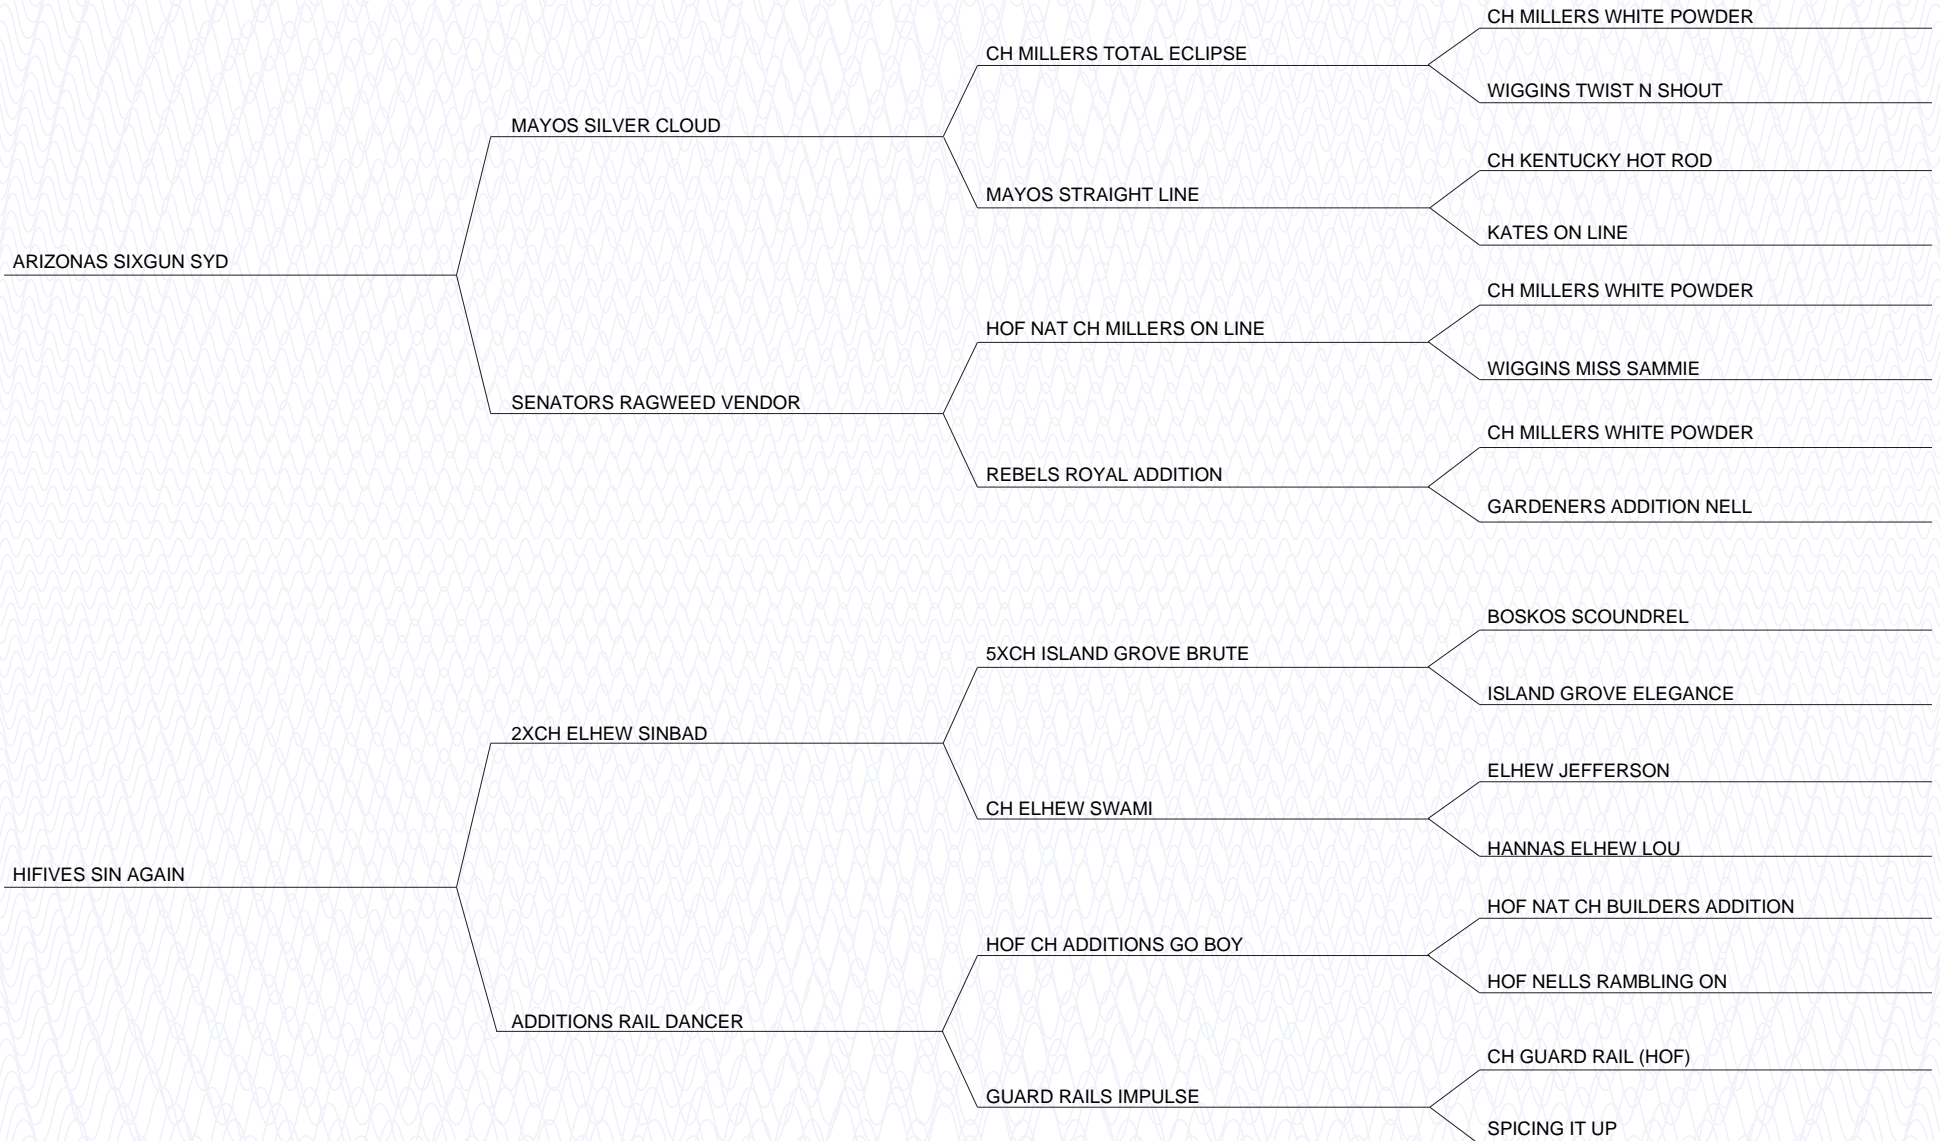 CH MILLERS WHITE POWDER
CH MILLERS TOTAL ECLIPSE
WIGGINS TWIST N SHOUT
MAYOS SILVER CLOUD
CH KENTUCKY HOT ROD
MAYOS STRAIGHT LINE
KATES ON LINE
ARIZONAS SIXGUN SYD
CH MILLERS WHITE POWDER
HOF NAT CH MILLERS ON LINE
WIGGINS MISS SAMMIE
SENATORS RAGWEED VENDOR
CH MILLERS WHITE POWDER
REBELS ROYAL ADDITION
GARDENERS ADDITION NELL
BOSKOS SCOUNDREL
5XCH ISLAND GROVE BRUTE
ISLAND GROVE ELEGANCE
2XCH ELHEW SINBAD
ELHEW JEFFERSON
CH ELHEW SWAMI
HANNAS ELHEW LOU
HIFIVES SIN AGAIN
HOF NAT CH BUILDERS ADDITION
HOF CH ADDITIONS GO BOY
HOF NELLS RAMBLING ON
ADDITIONS RAIL DANCER
CH GUARD RAIL (HOF)
GUARD RAILS IMPULSE
SPICING IT UP